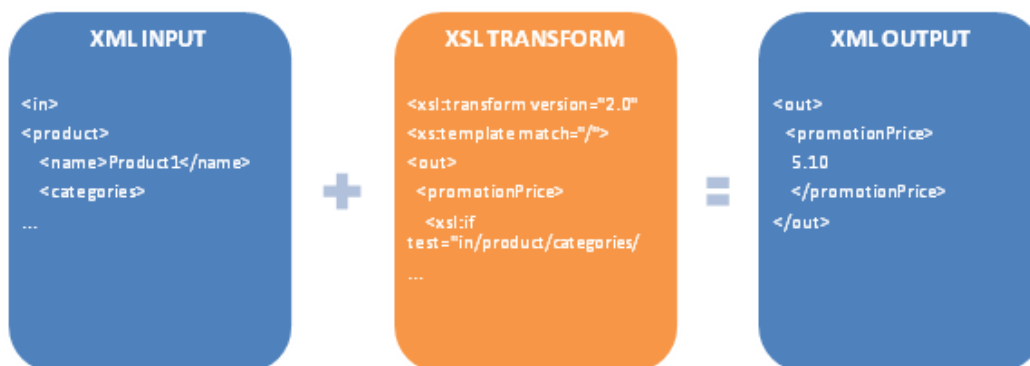 XML INPUT
<in>
<product>
<name>Product1</name>
<categories>
...
XSL TRANSFORM
<xsl:transform version="2.0"
<xs:template match="/">
<out>
<promotionPrice>
<xsl:if
test="in/product/categories/
...
XML OUTPUT
<out>
<promotionPrice>
5.10
</promotionPrice>
</out>